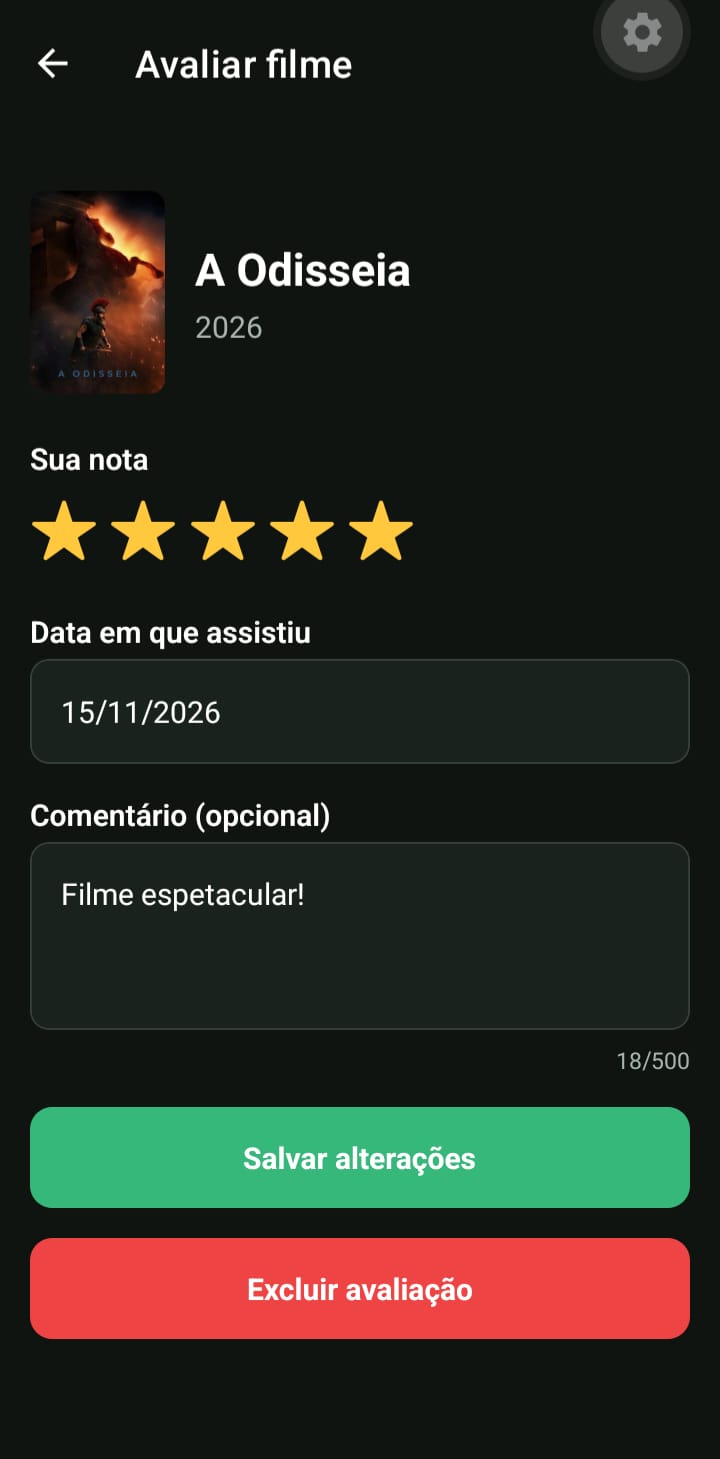 Avaliar filme
A ODISSEIA
A Odisseia
2026
Sua nota
Data em que assistiu
15/11/2026
Comentário (opcional)
Filme espetacular!
18/500
Salvar alterações
Excluir avaliação